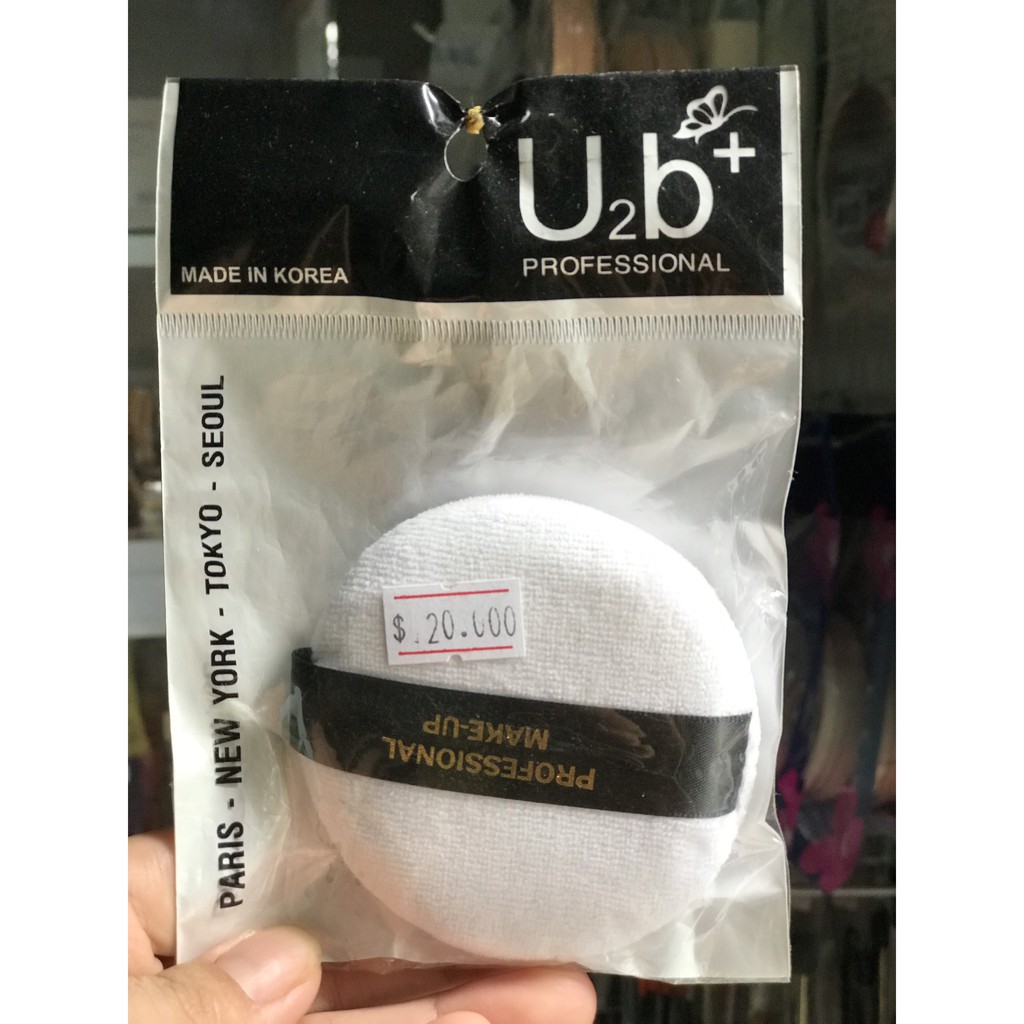 U2b+
PROFESSIONAL
MADE IN KOREA
PARIS - NEW YORK - TOKYO - SEOUL
$ .20.000
PROFESSIONAL
MAKE-UP